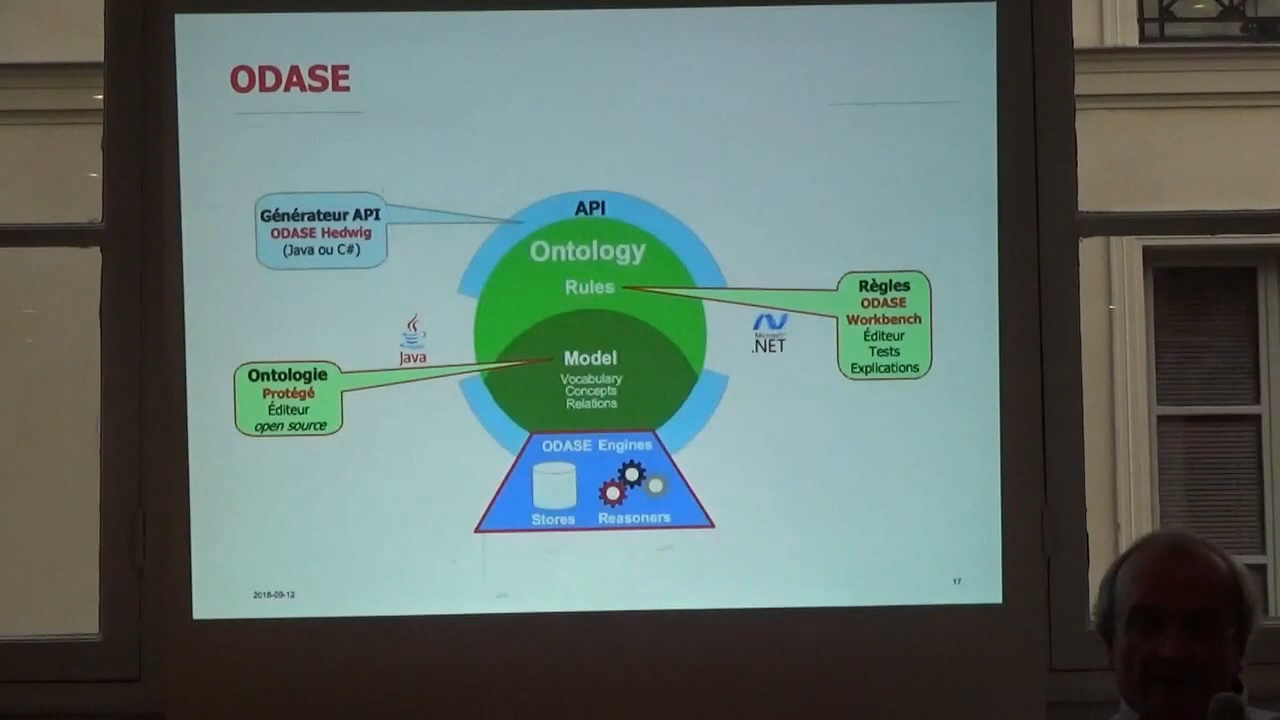 ODASE
API
Générateur API
ODASE Hedwig
(Java ou C#)
Ontology
Rules
Règles
ODASE
Workbench
Éditeur
Tests
Explications
Java
Microsoft
.NET
Ontologie
Protégé
Éditeur
open source
Model
Vocabulary
Concepts
Relations
ODASE Engines
Stores
Reasoners
2016-09-12
17